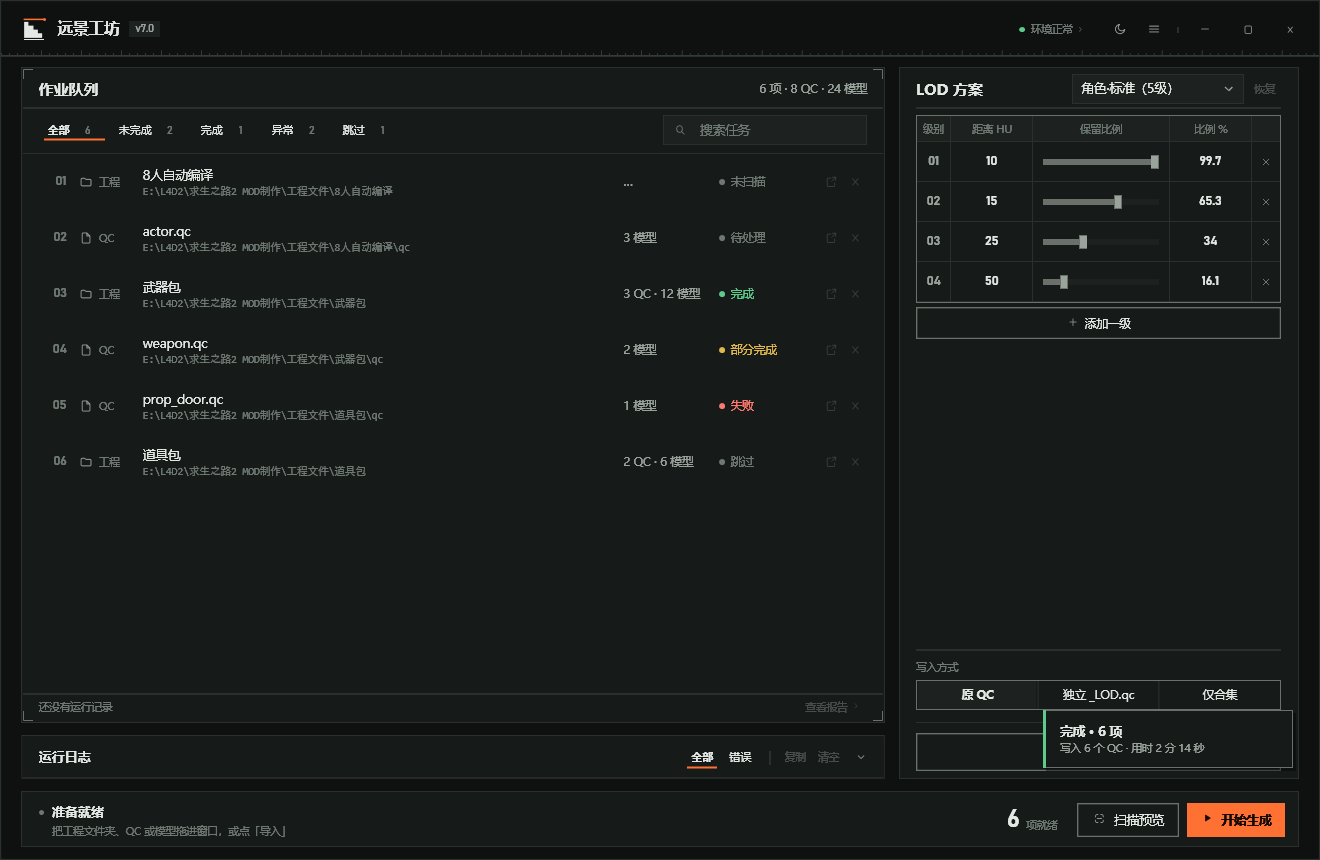 远景工坊 v7.0
环境正常
作业队列
6 项 · 8 QC · 24 模型
全部 6 未完成 2 完成 1 异常 2 跳过 1
搜索任务
01 工程 8人自动编译 ... 未扫描
E:\L4D2\求生之路2 MOD制作\工程文件\8人自动编译
02 QC actor.qc 3 模型 待处理
E:\L4D2\求生之路2 MOD制作\工程文件\8人自动编译\qc
03 工程 武器包 3 QC · 12 模型 完成
E:\L4D2\求生之路2 MOD制作\工程文件\武器包
04 QC weapon.qc 2 模型 部分完成
E:\L4D2\求生之路2 MOD制作\工程文件\武器包\qc
05 QC prop_door.qc 1 模型 失败
E:\L4D2\求生之路2 MOD制作\工程文件\道具包\qc
06 工程 道具包 2 QC · 6 模型 跳过
E:\L4D2\求生之路2 MOD制作\工程文件\道具包
还没有运行记录
查看报告
运行日志
全部 错误 复制 清空
LOD 方案
角色·标准（5级）
恢复
级别 距离 HU 保留比例 比例 %
01 10 99.7
02 15 65.3
03 25 34
04 50 16.1
+ 添加一级
写入方式
原 QC 独立 _LOD.qc 仅合集
完成 • 6 项
写入 6 个 QC · 用时 2 分 14 秒
准备就绪
把工程文件夹、QC 或模型拖进窗口，或点「导入」
6 项就绪
扫描预览
开始生成